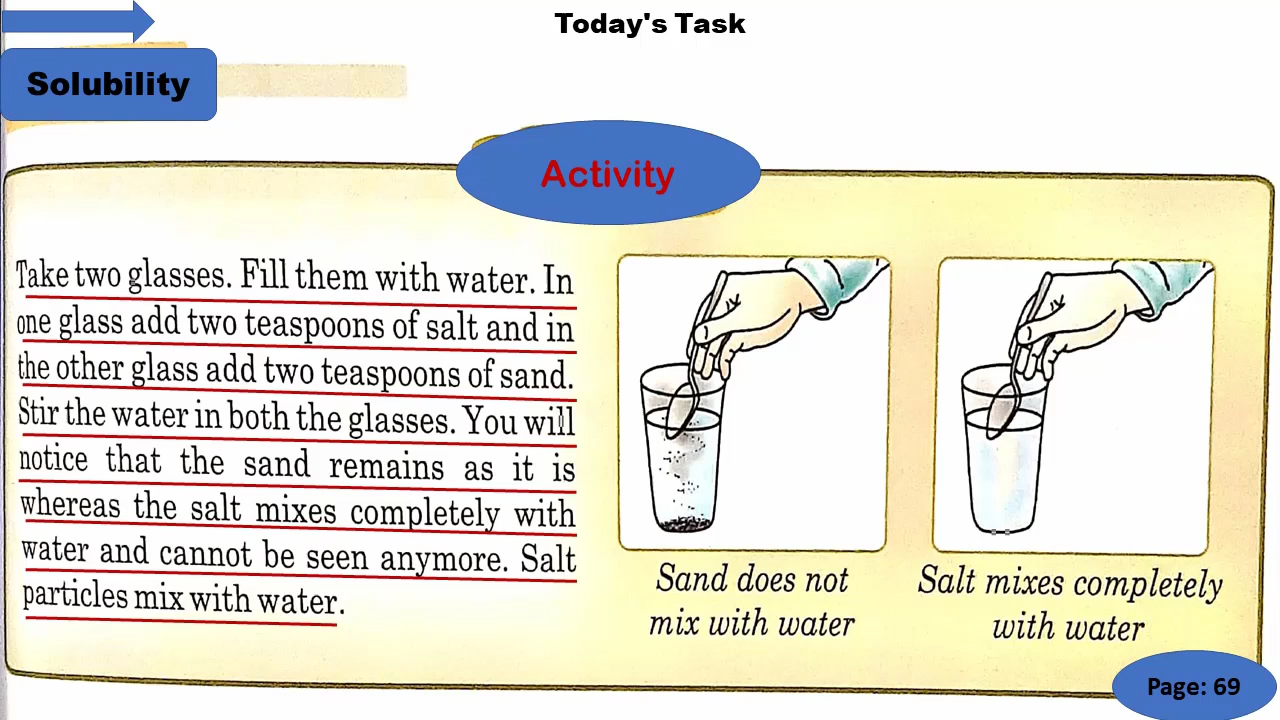 Today's Task
Solubility
Activity
Take two glasses. Fill them with water. In
one glass add two teaspoons of salt and in
the other glass add two teaspoons of sand.
Stir the water in both the glasses. You will
notice that the sand remains as it is
whereas the salt mixes completely with
water and cannot be seen anymore. Salt
particles mix with water.
Sand does not
mix with water
Salt mixes completely
with water
Page: 69